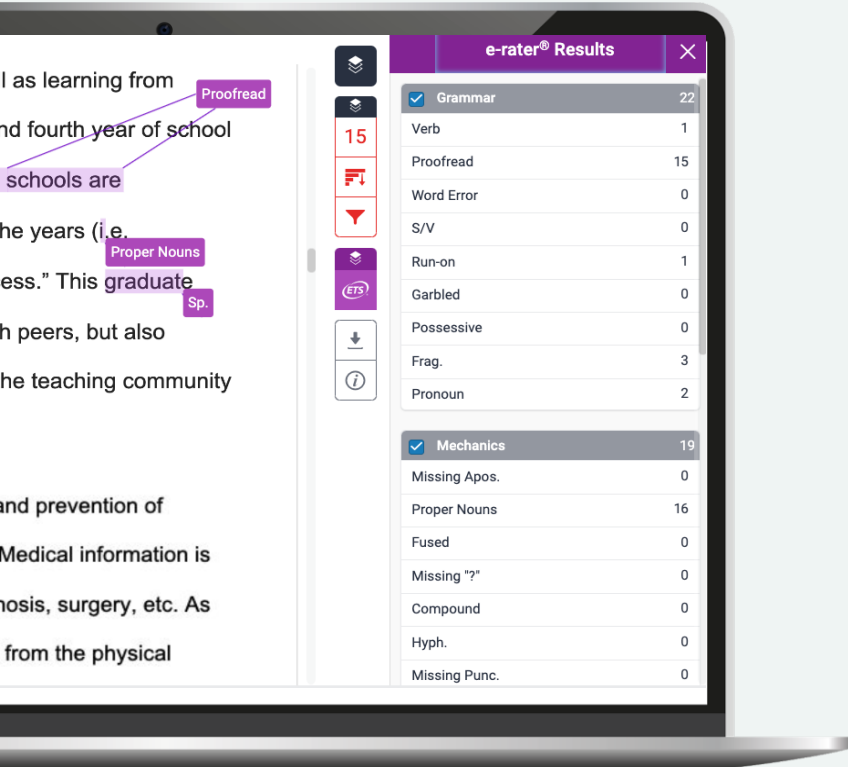 l as learning from
Proofread
nd fourth year of school
schools are
he years (i.e.
Proper Nouns
ess.” This graduate
Sp.
h peers, but also
he teaching community
and prevention of
Medical information is
nosis, surgery, etc. As
from the physical
15
ETS
i
e-rater® Results
Grammar 22
Verb 1
Proofread 15
Word Error 0
S/V 0
Run-on 1
Garbled 0
Possessive 0
Frag. 3
Pronoun 2
Mechanics 19
Missing Apos. 0
Proper Nouns 16
Fused 0
Missing "?" 0
Compound 0
Hyph. 0
Missing Punc. 0